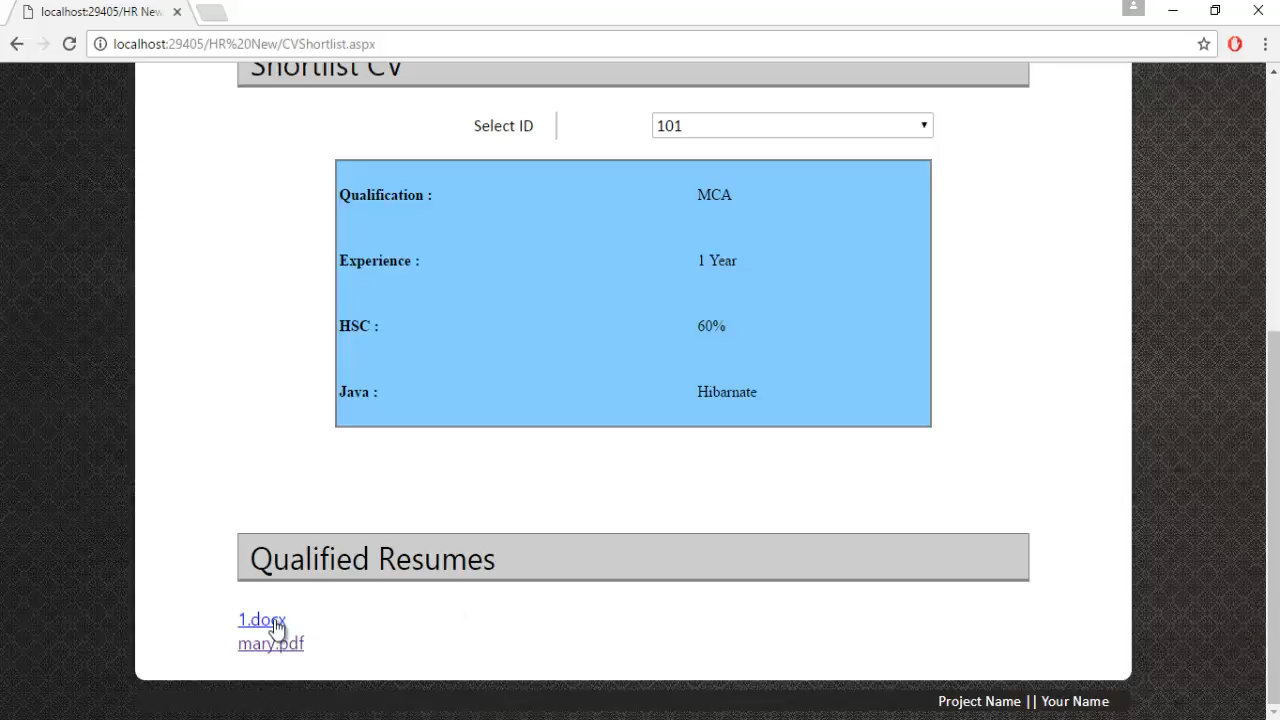 localhost:29405/HR New
localhost:29405/HR%20New/CVShortlist.aspx
Shortlist CV
Select ID 101
Qualification : MCA
Experience : 1 Year
HSC : 60%
Java : Hibarnate
Qualified Resumes
1.docx
mary.pdf
Project Name || Your Name